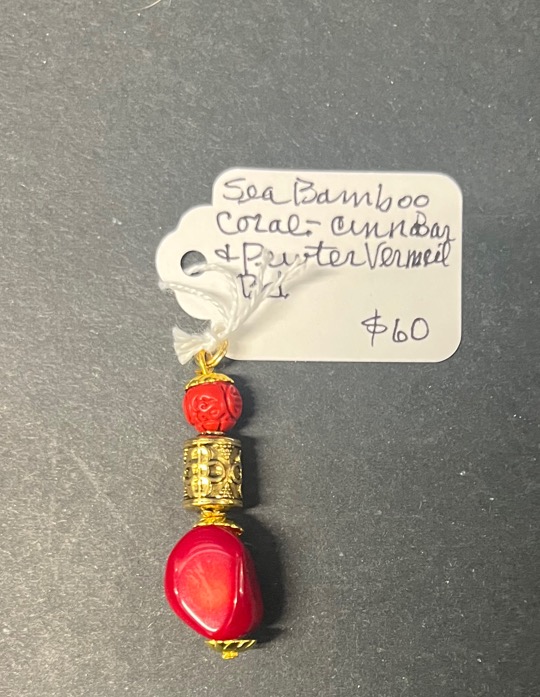 Sea Bamboo
Coral - CinnaBar
+ Pewter Vermeil
$60